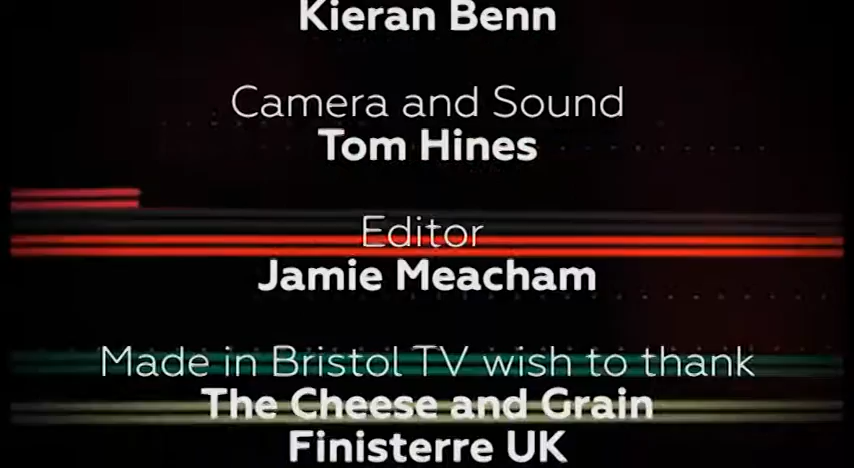 Kieran Benn
Camera and Sound
Tom Hines
Editor
Jamie Meacham
Made in Bristol TV wish to thank
The Cheese and Grain
Finisterre UK